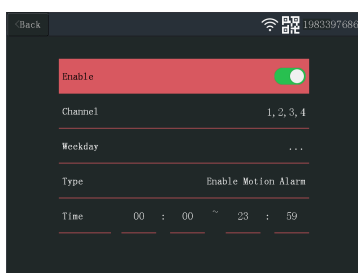 <Back 1983397686
Enable
Channel 1, 2, 3, 4
Weekday ...
Type Enable Motion Alarm
Time 00 : 00 ~ 23 : 59